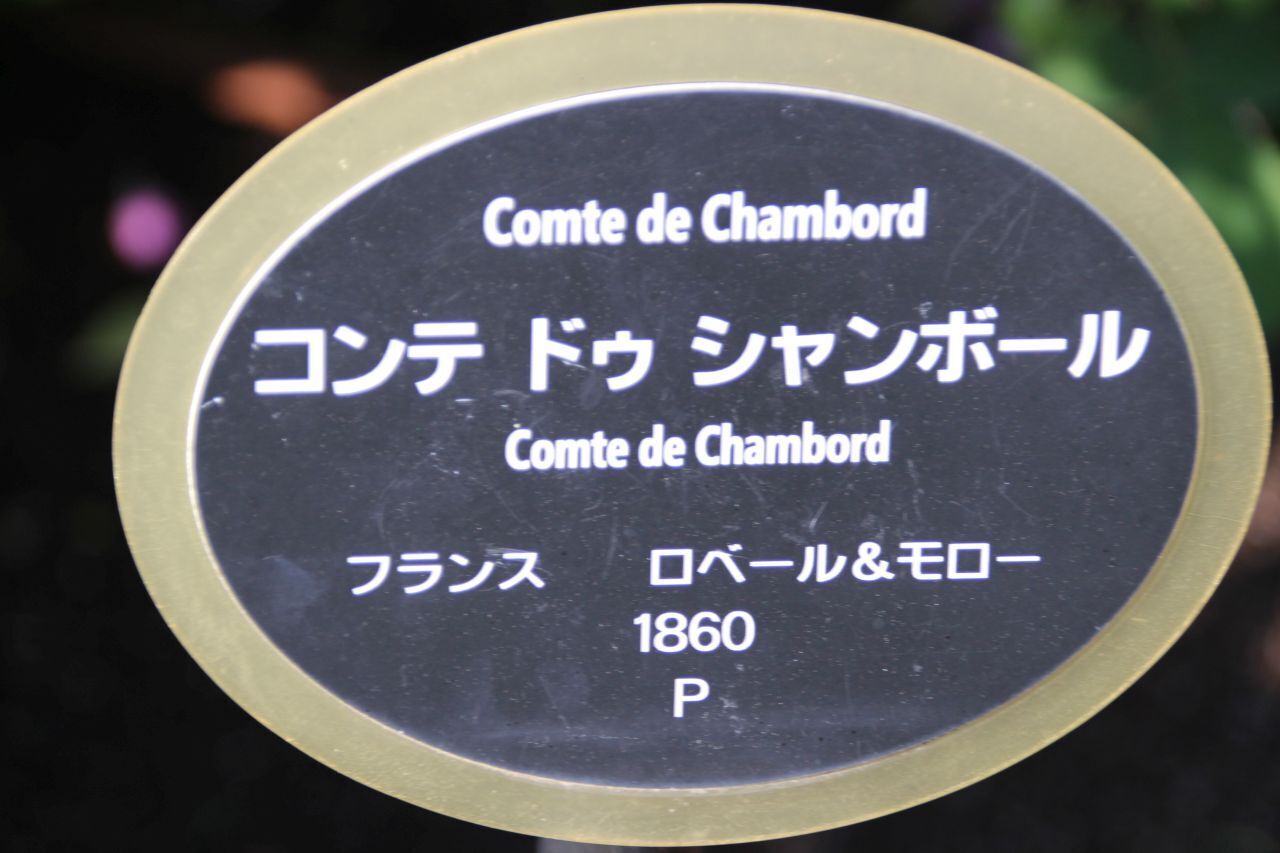 Comte de Chambord
コンテ ドゥ シャンボール
Comte de Chambord
フランス ロベール&モロー
1860
P